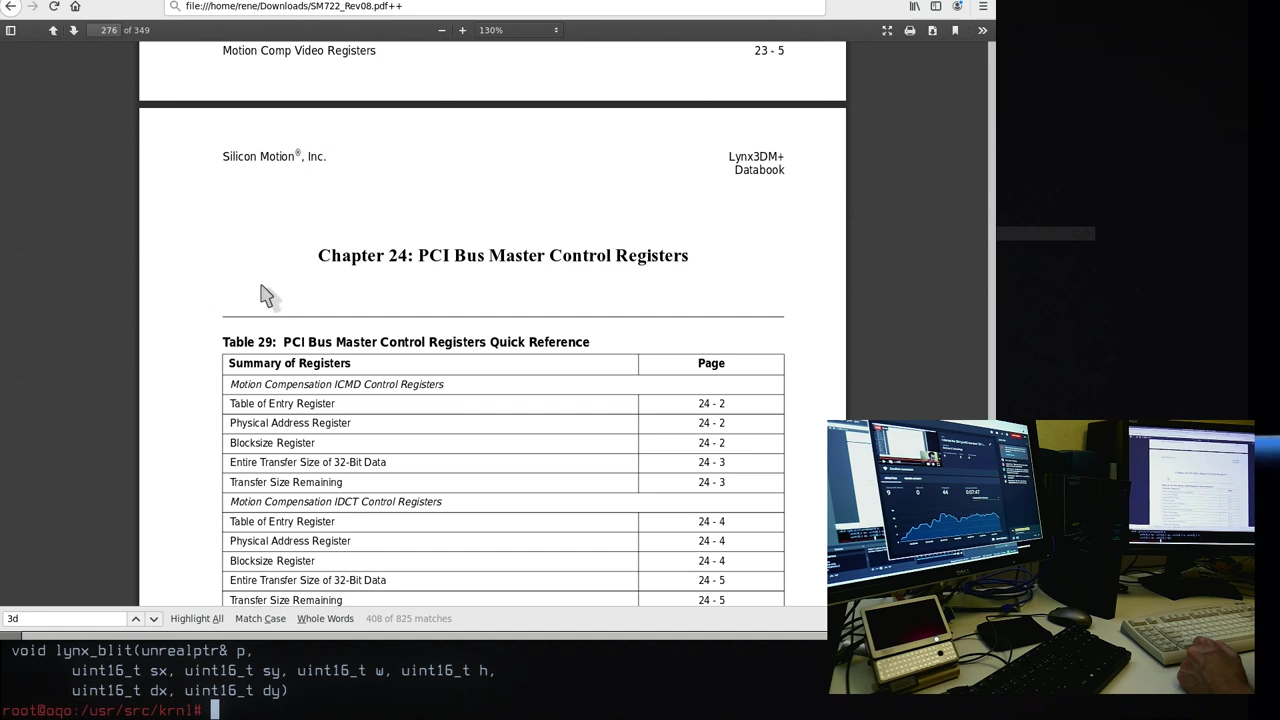 file:///home/rene/Downloads/SM722_Rev08.pdf++
276 of 349
130%
Motion Comp Video Registers 23 - 5
Silicon Motion®, Inc. Lynx3DM+
Databook
Chapter 24: PCI Bus Master Control Registers
Table 29: PCI Bus Master Control Registers Quick Reference
Summary of Registers Page
Motion Compensation ICMD Control Registers
Table of Entry Register 24 - 2
Physical Address Register 24 - 2
Blocksize Register 24 - 2
Entire Transfer Size of 32-Bit Data 24 - 3
Transfer Size Remaining 24 - 3
Motion Compensation IDCT Control Registers
Table of Entry Register 24 - 4
Physical Address Register 24 - 4
Blocksize Register 24 - 4
Entire Transfer Size of 32-Bit Data 24 - 5
Transfer Size Remaining 24 - 5
3d Highlight All Match Case Whole Words 408 of 825 matches
void lynx_blit(unrealptr& p,
uint16_t sx, uint16_t sy, uint16_t w, uint16_t h,
uint16_t dx, uint16_t dy)
root@oqo:/usr/src/krnl#